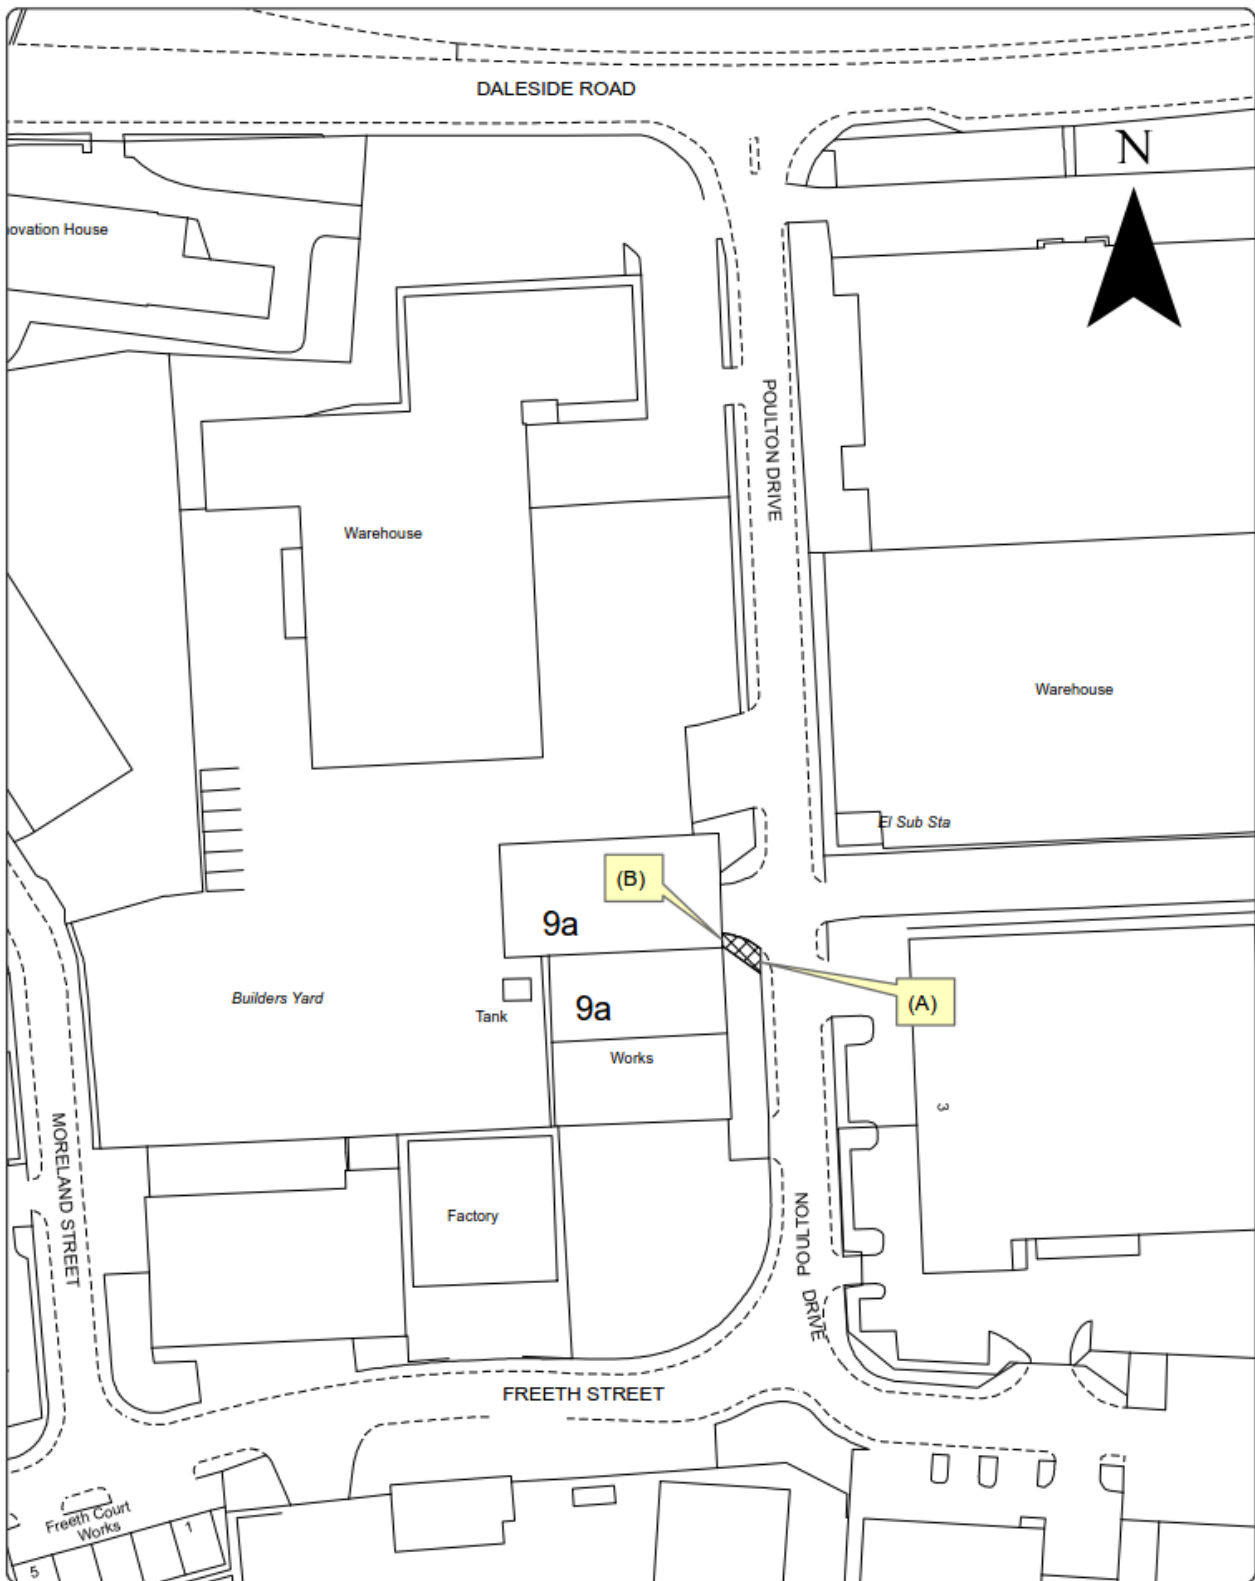 DALESIDE ROAD
N
ovation House
POULTON DRIVE
Warehouse
Warehouse
El Sub Sta
(B)
9a
(A)
Builders Yard
Tank
9a
Works
3
MORELAND STREET
Factory
POULTON DRIVE
FREETH STREET
Freeth Court
Works
1
5